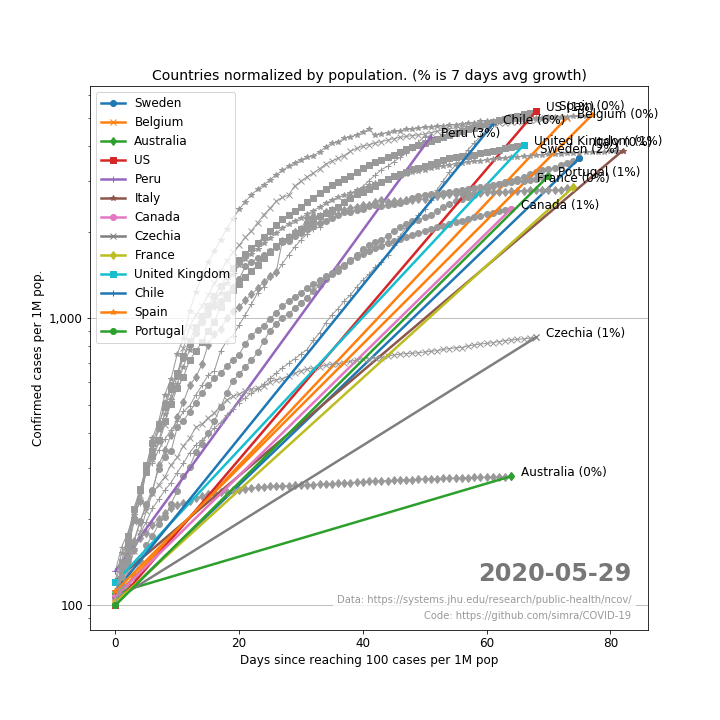 Countries normalized by population. (% is 7 days avg growth)
Sweden
Belgium
Australia
US
Peru
Italy
Canada
Czechia
France
United Kingdom
Chile
Spain
Portugal
Peru (3%)
Chile (6%)
US (1%)
Spain (0%)
Belgium (0%)
United Kingdom (1%)
Italy (0%)
Sweden (2%)
Portugal (1%)
France (0%)
Canada (1%)
Czechia (1%)
Australia (0%)
1,000
100
Confirmed cases per 1M pop.
2020-05-29
Data: https://systems.jhu.edu/research/public-health/ncov/
Code: https://github.com/simra/COVID-19
0 20 40 60 80
Days since reaching 100 cases per 1M pop